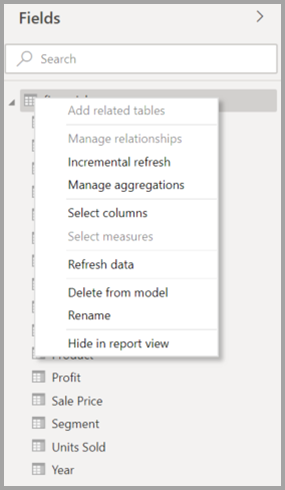 Fields
Search
Add related tables
Manage relationships
Incremental refresh
Manage aggregations
Select columns
Select measures
Refresh data
Delete from model
Rename
Hide in report view
Product
Profit
Sale Price
Segment
Units Sold
Year